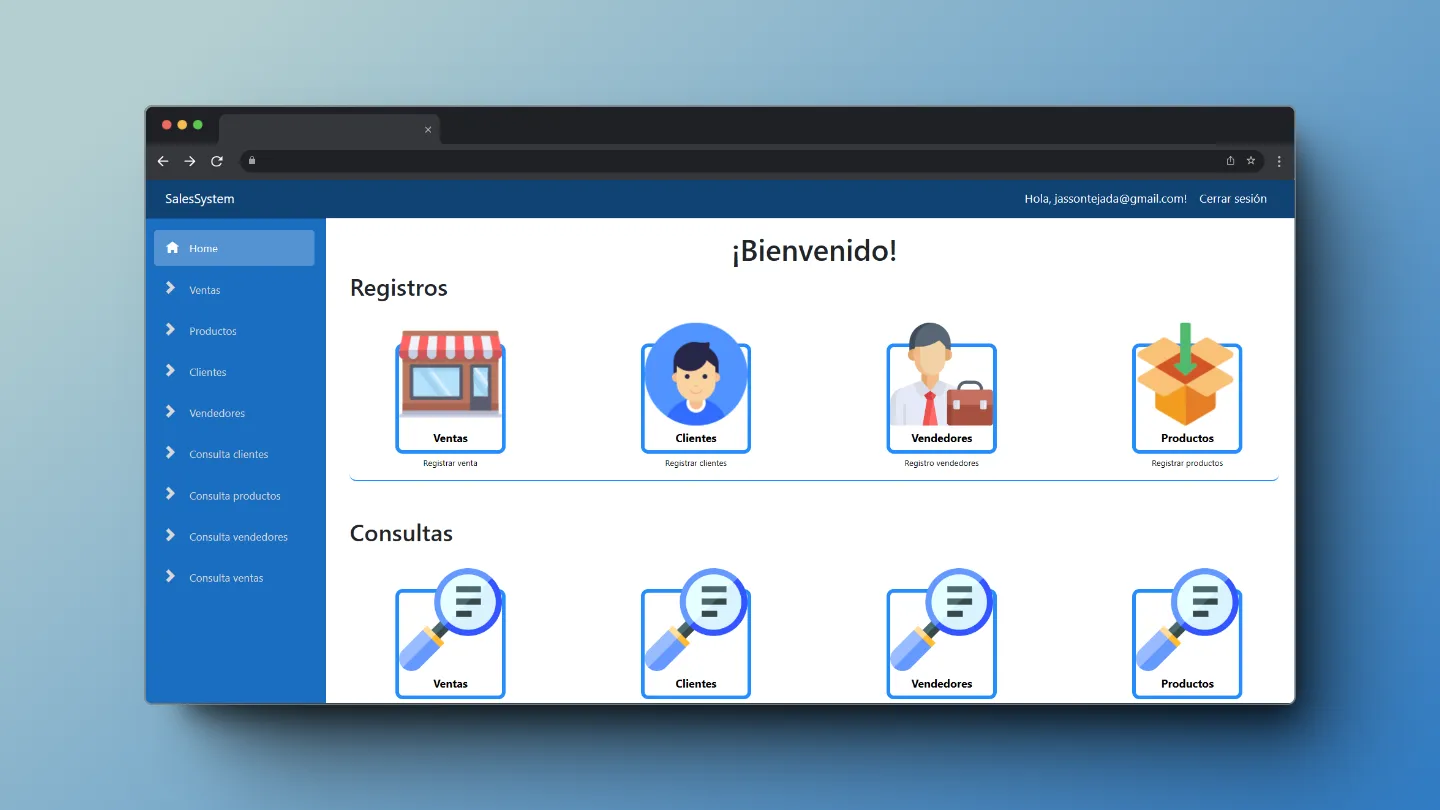 SalesSystem
Hola, jassontejada@gmail.com! Cerrar sesión
Home
Ventas
Productos
Clientes
Vendedores
Consulta clientes
Consulta productos
Consulta vendedores
Consulta ventas
¡Bienvenido!
Registros
Ventas
Registrar venta
Clientes
Registrar clientes
Vendedores
Registro vendedores
Productos
Registrar productos
Consultas
Ventas
Clientes
Vendedores
Productos